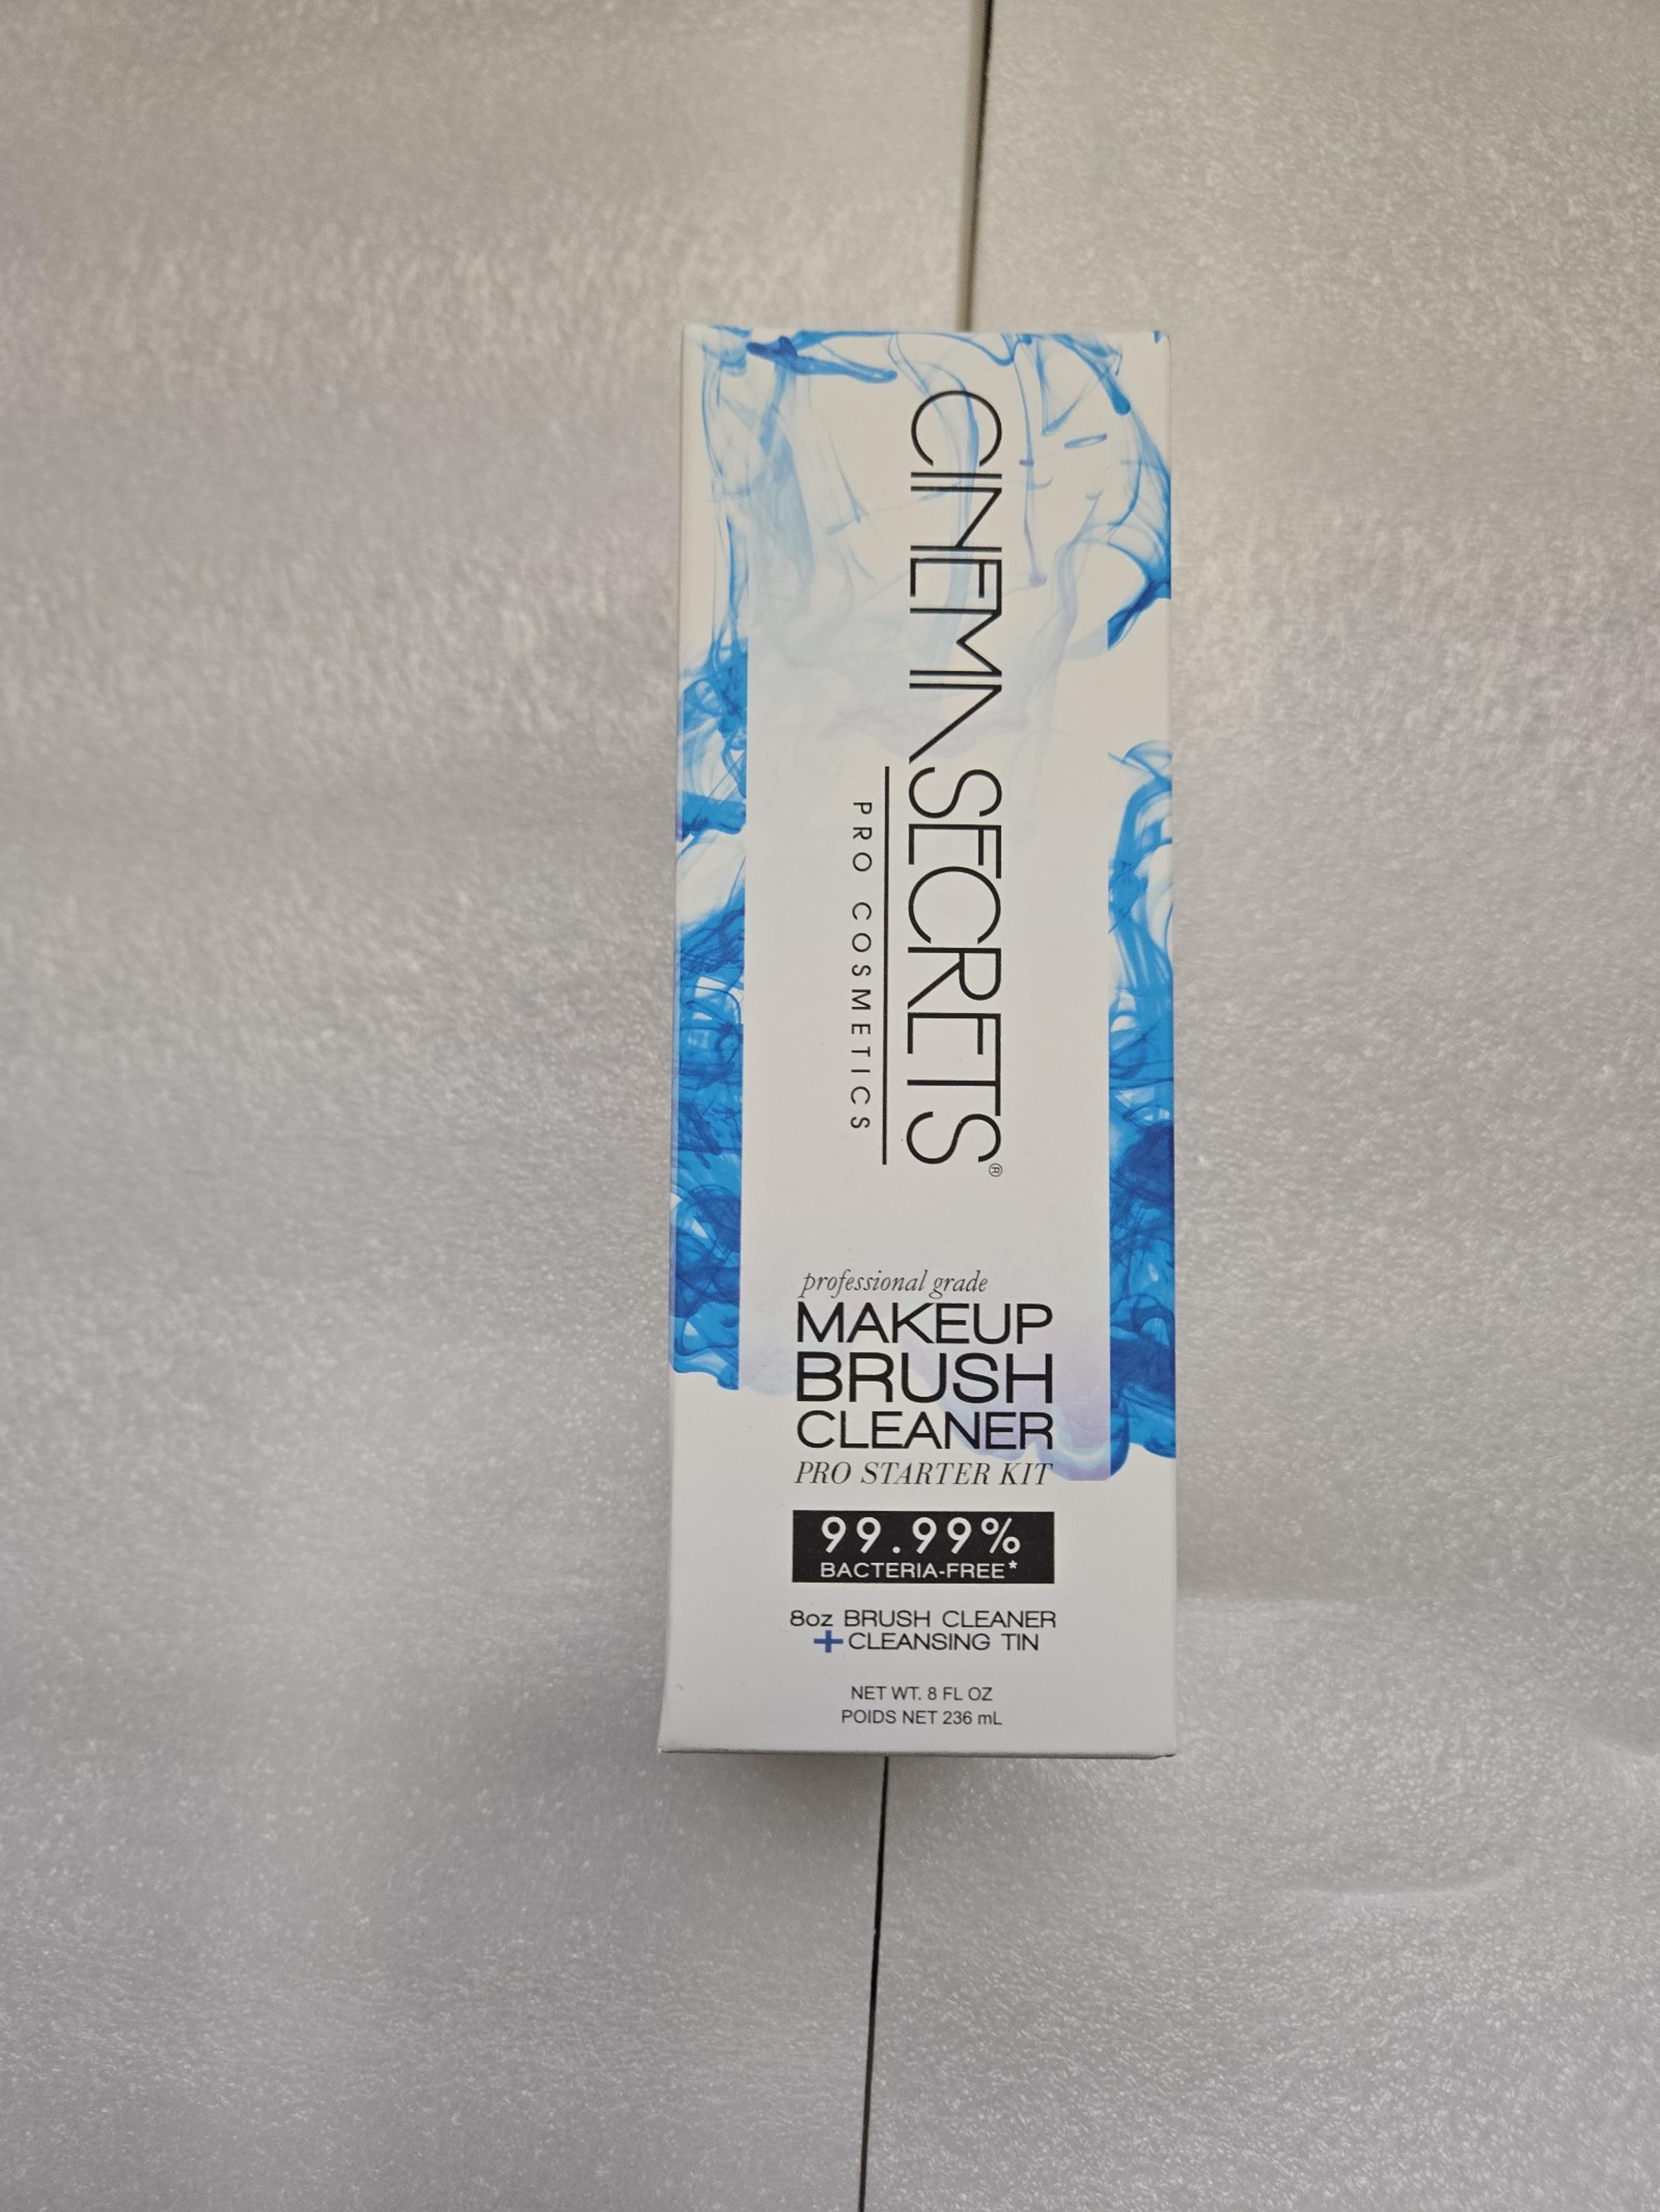 CINEMA SECRETS®
PRO COSMETICS
professional grade
MAKEUP
BRUSH
CLEANER
PRO STARTER KIT
99.99%
BACTERIA-FREE*
8oz BRUSH CLEANER
+CLEANSING TIN
NET WT. 8 FL OZ
POIDS NET 236 mL